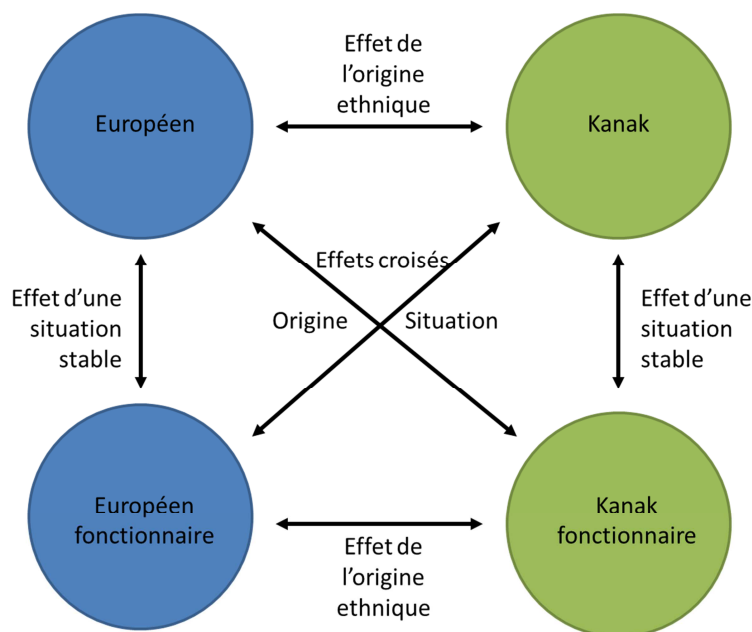 Effet de
l'origine
ethnique
Européen
Kanak
Effets croisés
Effet d'une
situation
stable
Origine
Situation
Effet d'une
situation
stable
Européen
fonctionnaire
Kanak
fonctionnaire
Effet de
l'origine
ethnique